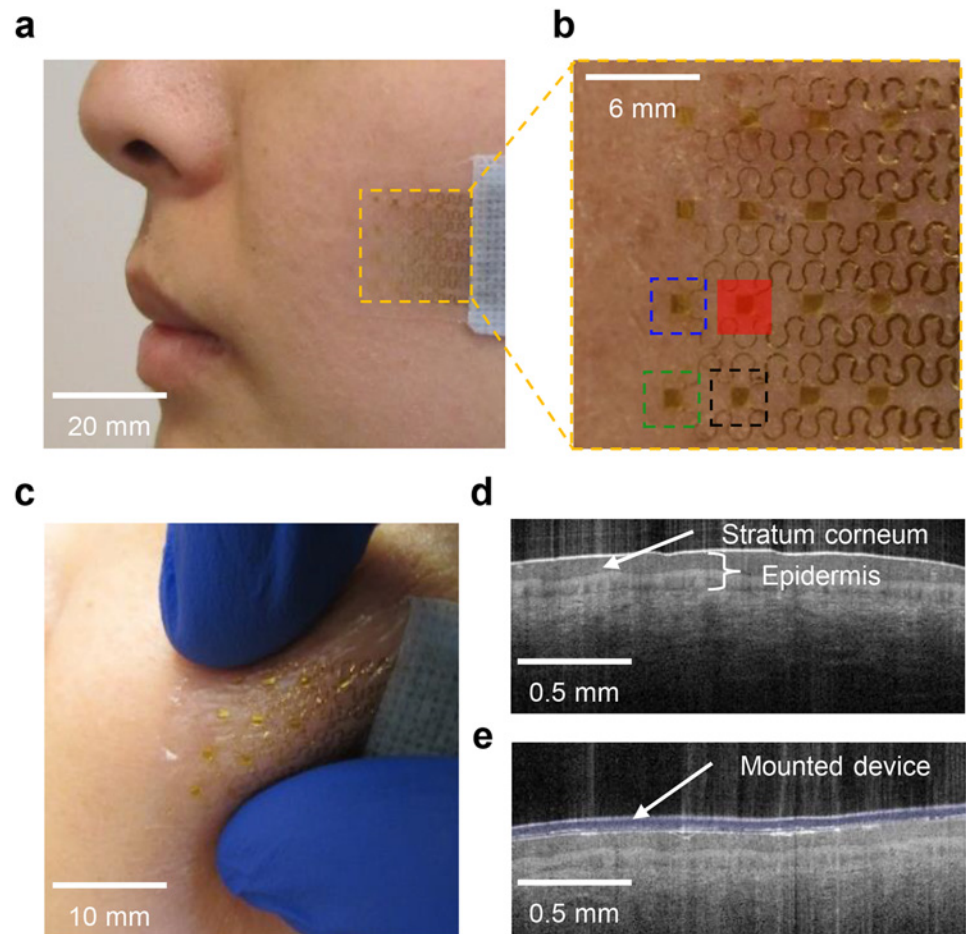 a
b
6 mm
20 mm
c
d
Stratum corneum
Epidermis
0.5 mm
10 mm
e
Mounted device
0.5 mm